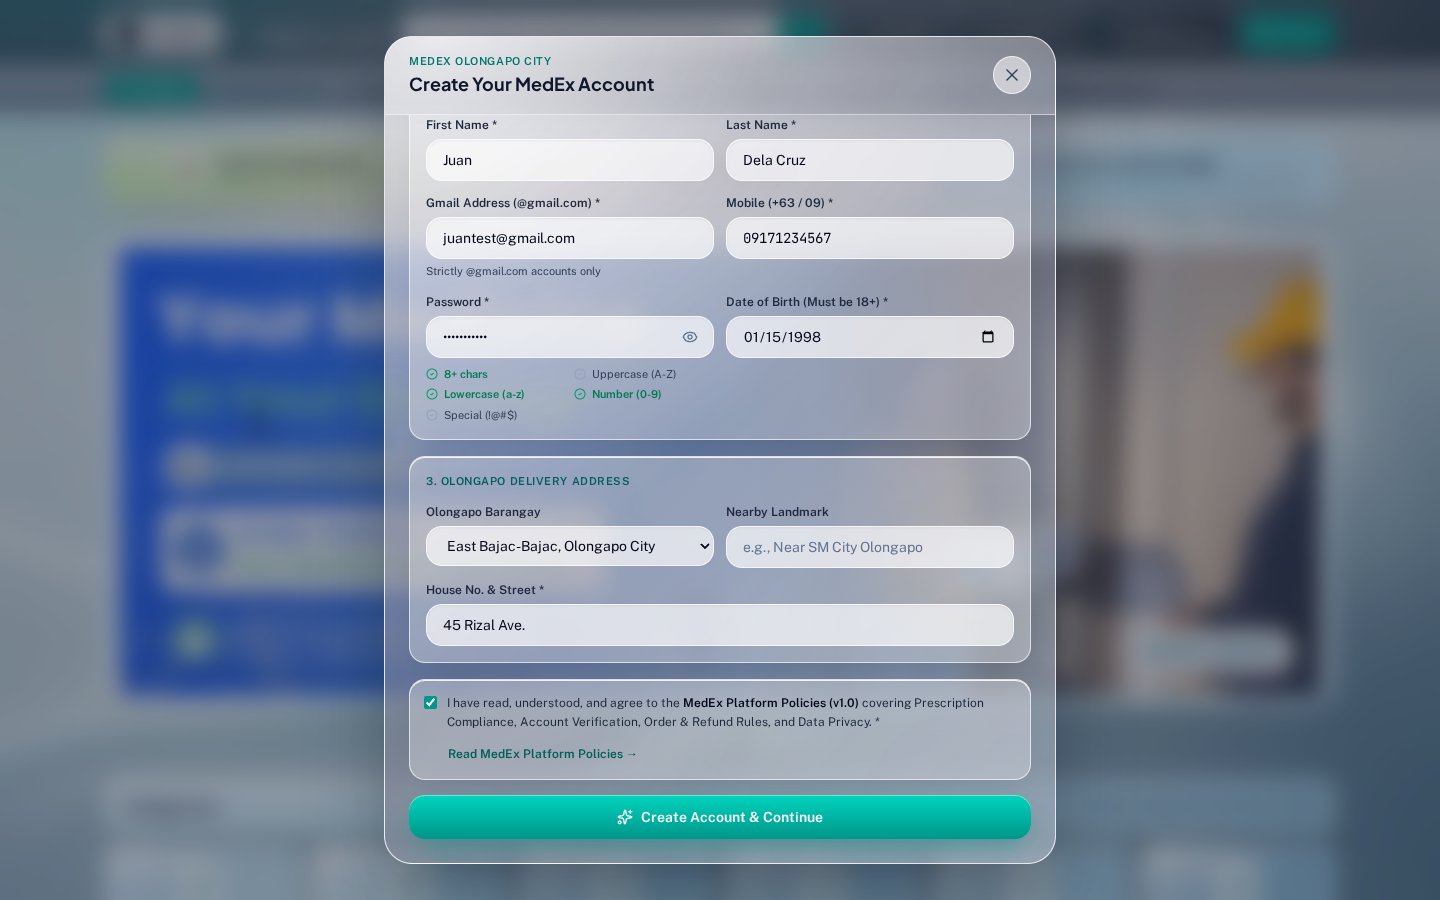 MEDEX OLONGAPO CITY
Create Your MedEx Account
First Name *
Last Name *
Juan
Dela Cruz
Gmail Address (@gmail.com) *
Mobile (+63 / 09) *
juantest@gmail.com
09171234567
Strictly @gmail.com accounts only
Password *
Date of Birth (Must be 18+) *
•••••••••••
01/15/1998
8+ chars
Uppercase (A-Z)
Lowercase (a-z)
Number (0-9)
Special (!@#$)
3. OLONGAPO DELIVERY ADDRESS
Olongapo Barangay
Nearby Landmark
East Bajac-Bajac, Olongapo City
e.g., Near SM City Olongapo
House No. & Street *
45 Rizal Ave.
I have read, understood, and agree to the MedEx Platform Policies (v1.0) covering Prescription
Compliance, Account Verification, Order & Refund Rules, and Data Privacy. *
Read MedEx Platform Policies →
Create Account & Continue